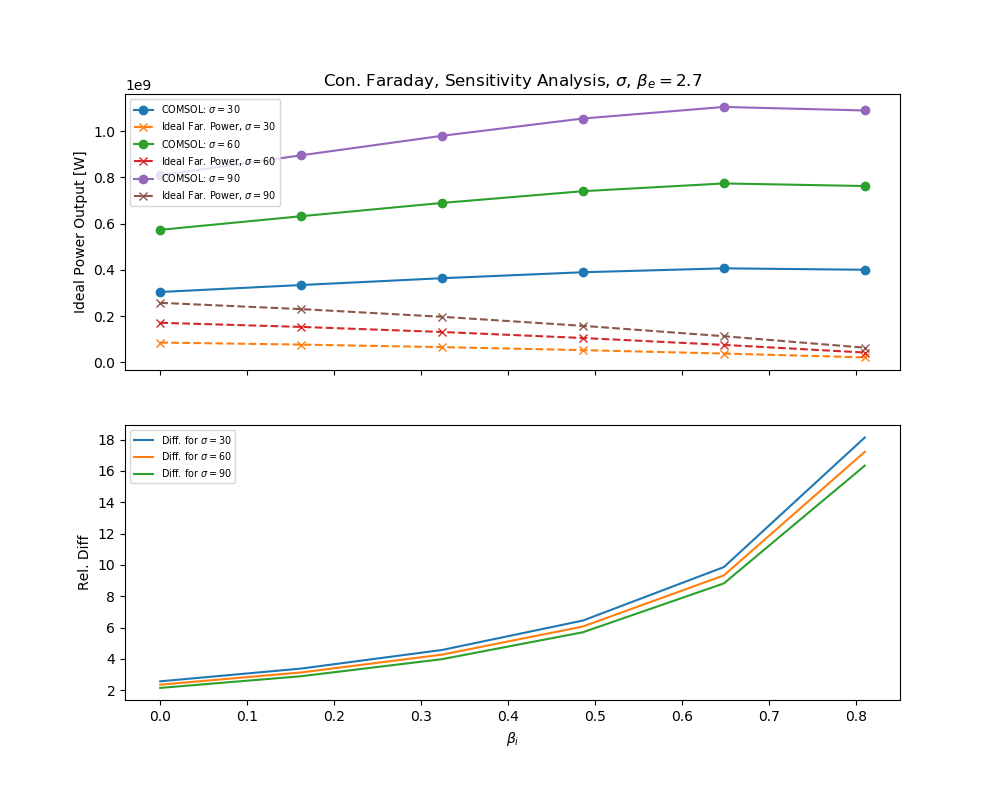 Con. Faraday, Sensitivity Analysis, σ, βₑ = 2.7
1e9
COMSOL: σ = 30
Ideal Far. Power, σ = 30
COMSOL: σ = 60
Ideal Far. Power, σ = 60
COMSOL: σ = 90
Ideal Far. Power, σ = 90
Ideal Power Output [W]
1.0
0.8
0.6
0.4
0.2
0.0
Diff. for σ = 30
Diff. for σ = 60
Diff. for σ = 90
Rel. Diff
18
16
14
12
10
8
6
4
2
0.0 0.1 0.2 0.3 0.4 0.5 0.6 0.7 0.8
βᵢ